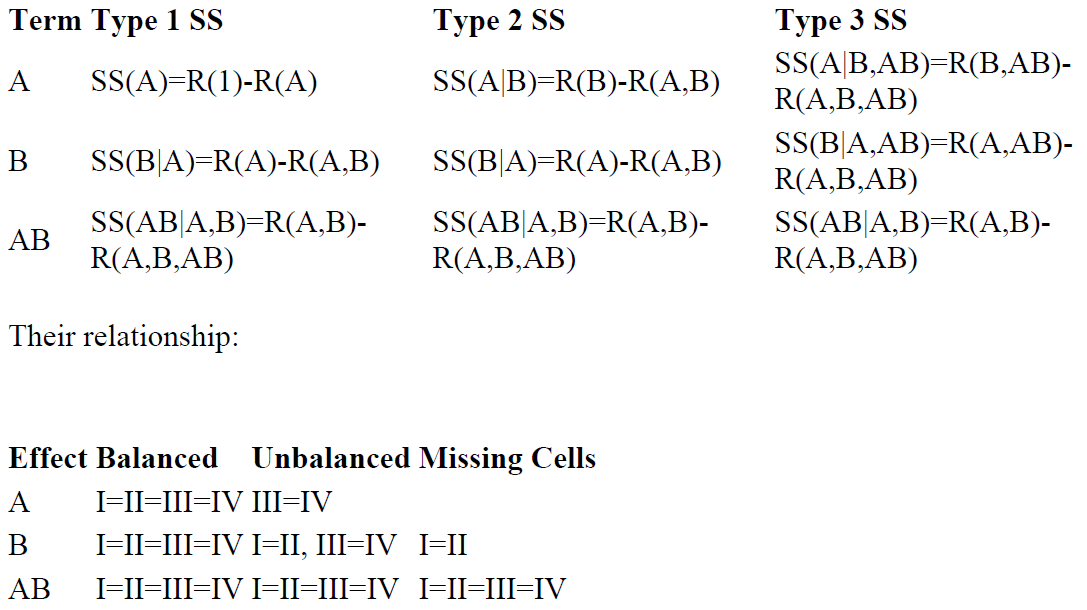 Term Type 1 SS Type 2 SS Type 3 SS
A SS(A)=R(1)-R(A) SS(A|B)=R(B)-R(A,B) SS(A|B,AB)=R(B,AB)-
R(A,B,AB)
B SS(B|A)=R(A)-R(A,B) SS(B|A)=R(A)-R(A,B) SS(B|A,AB)=R(A,AB)-
R(A,B,AB)
AB SS(AB|A,B)=R(A,B)- SS(AB|A,B)=R(A,B)- SS(AB|A,B)=R(A,B)-
R(A,B,AB) R(A,B,AB) R(A,B,AB)
Their relationship:
Effect Balanced Unbalanced Missing Cells
A I=II=III=IV III=IV
B I=II=III=IV I=II, III=IV I=II
AB I=II=III=IV I=II=III=IV I=II=III=IV